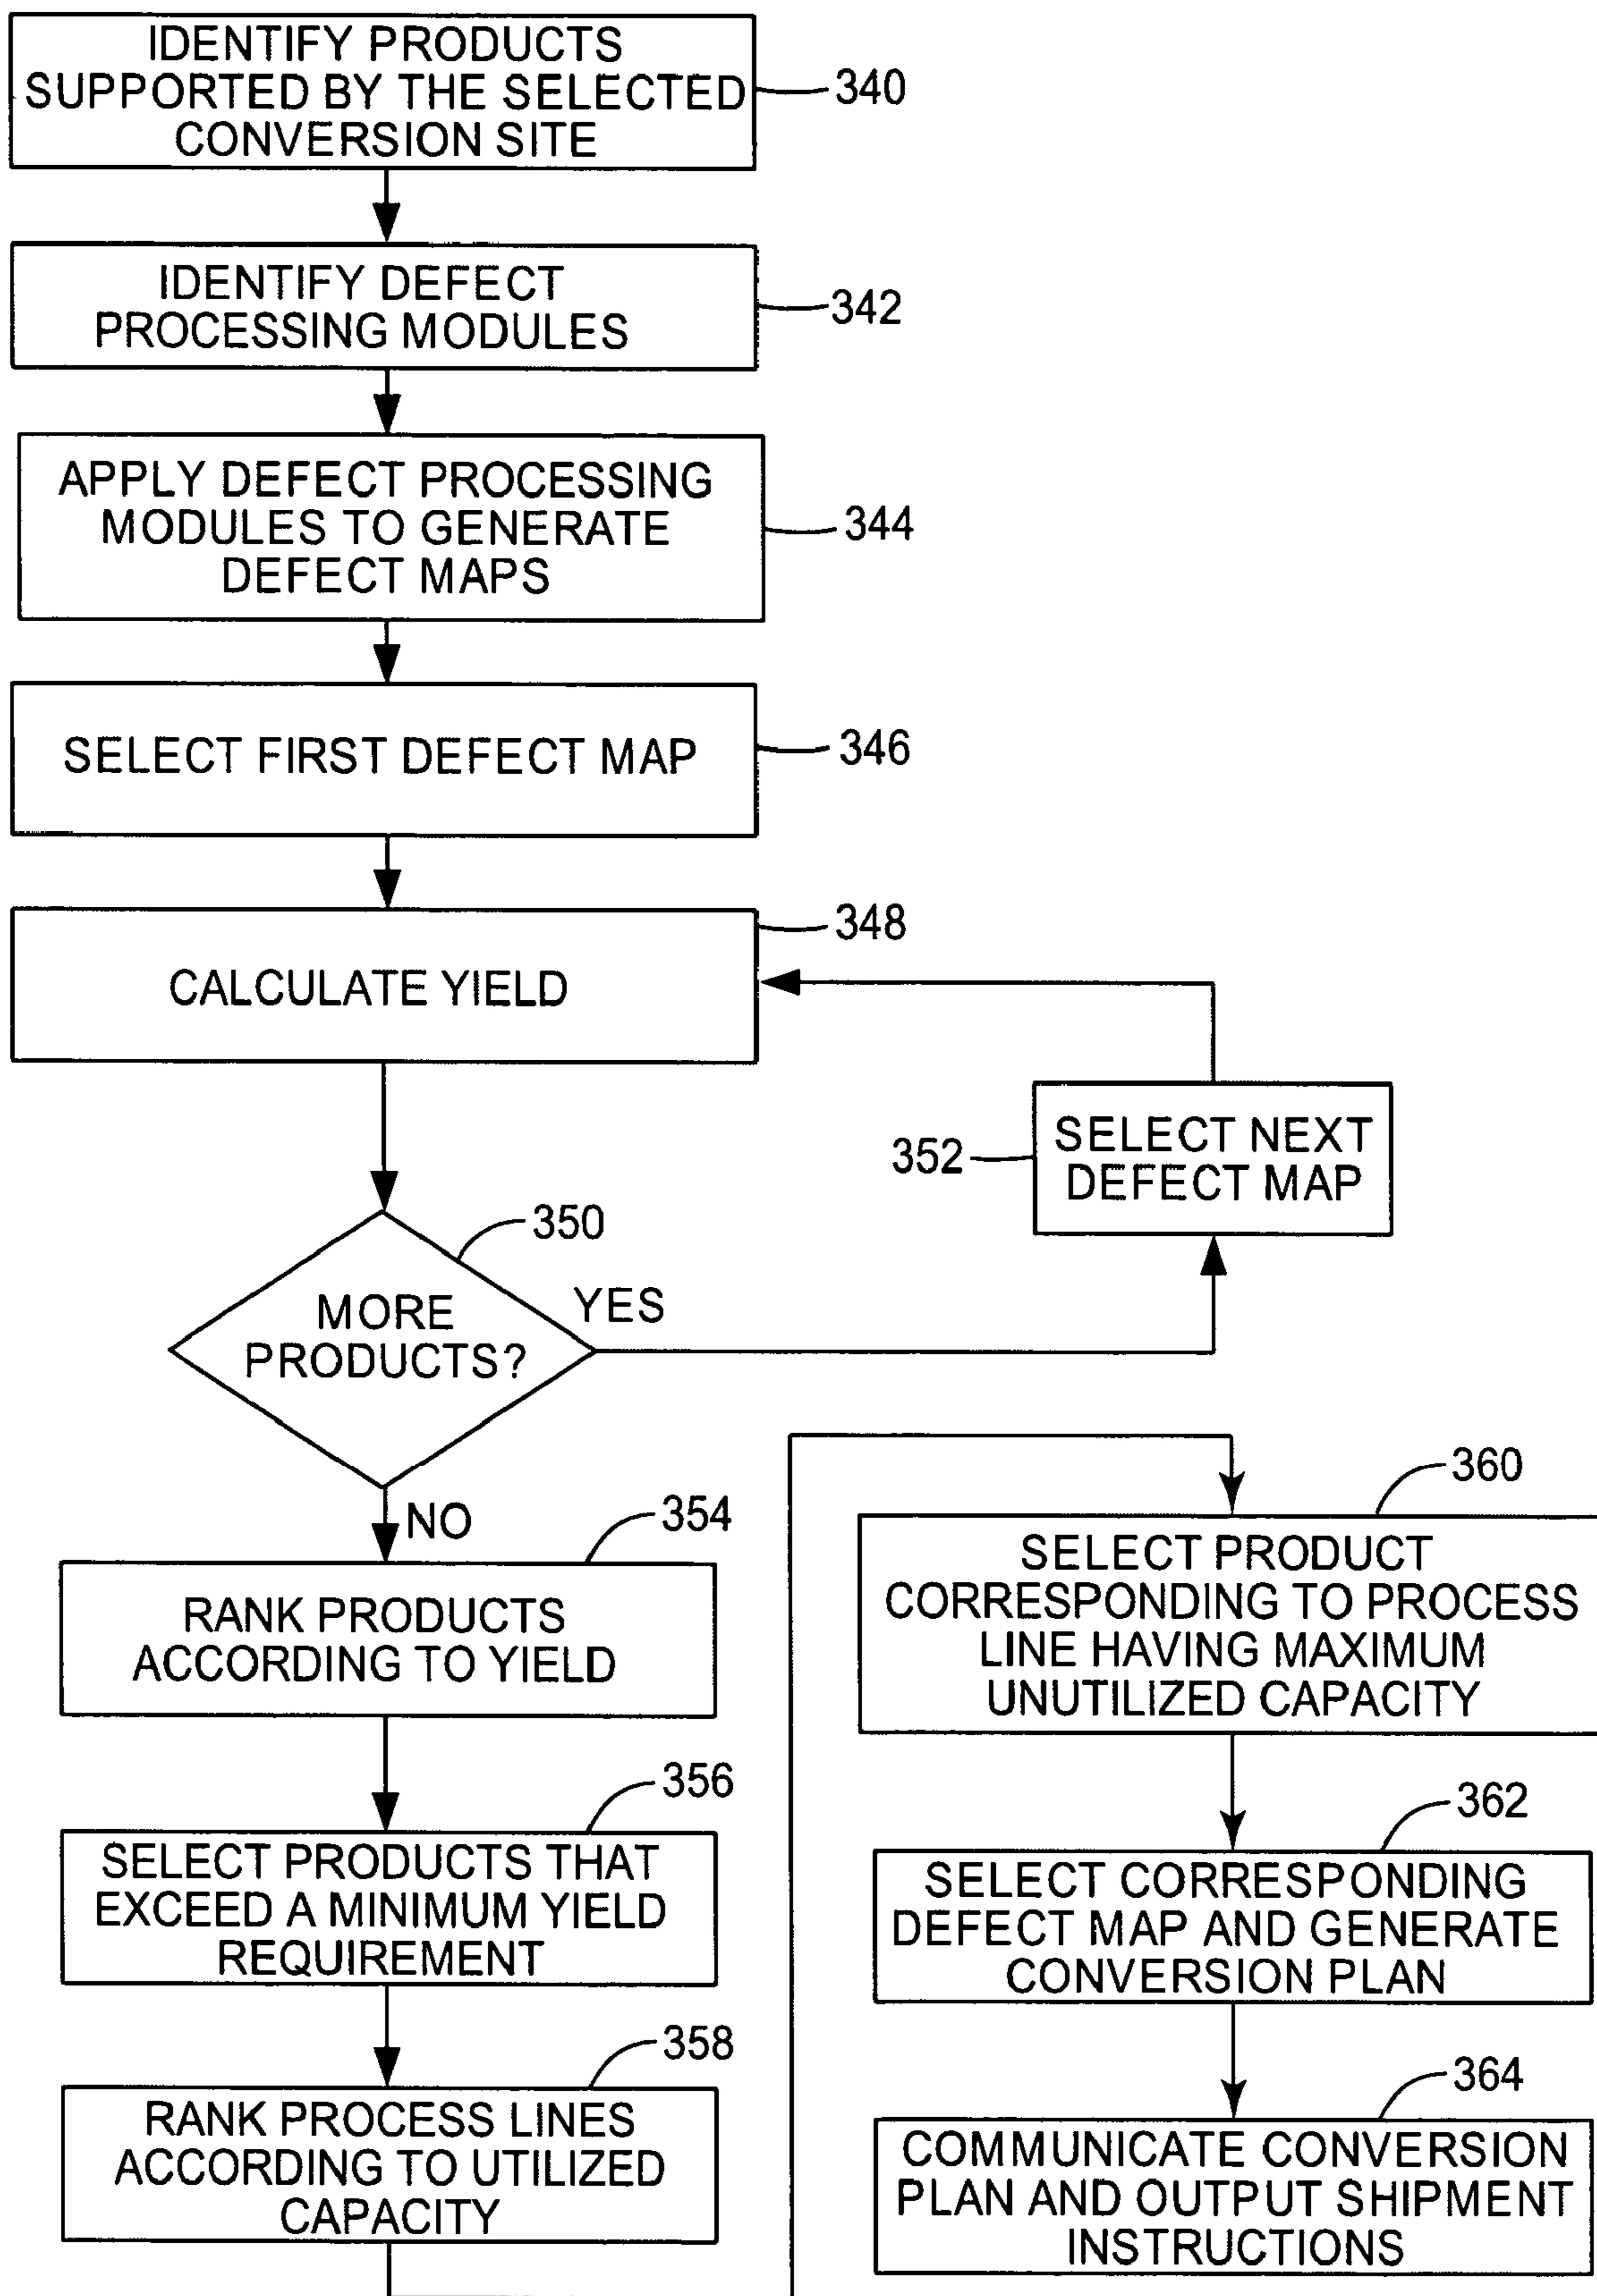 IDENTIFY PRODUCTS
SUPPORTED BY THE SELECTED
CONVERSION SITE
340
IDENTIFY DEFECT
PROCESSING MODULES
342
APPLY DEFECT PROCESSING
MODULES TO GENERATE
DEFECT MAPS
344
SELECT FIRST DEFECT MAP
346
CALCULATE YIELD
348
352
SELECT NEXT
DEFECT MAP
350
MORE
PRODUCTS?
YES
NO
354
RANK PRODUCTS
ACCORDING TO YIELD
356
SELECT PRODUCTS THAT
EXCEED A MINIMUM YIELD
REQUIREMENT
358
RANK PROCESS LINES
ACCORDING TO UTILIZED
CAPACITY
360
SELECT PRODUCT
CORRESPONDING TO PROCESS
LINE HAVING MAXIMUM
UNUTILIZED CAPACITY
362
SELECT CORRESPONDING
DEFECT MAP AND GENERATE
CONVERSION PLAN
364
COMMUNICATE CONVERSION
PLAN AND OUTPUT SHIPMENT
INSTRUCTIONS